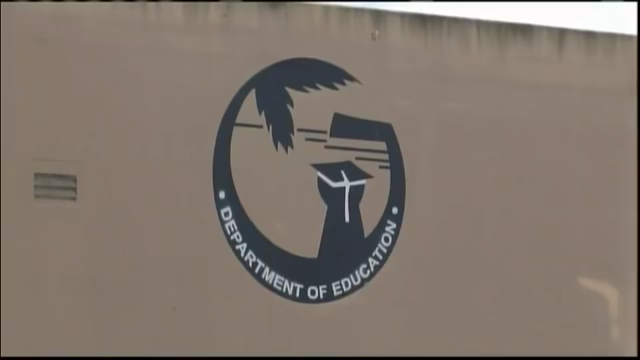 • DEPARTMENT OF EDUCATION •